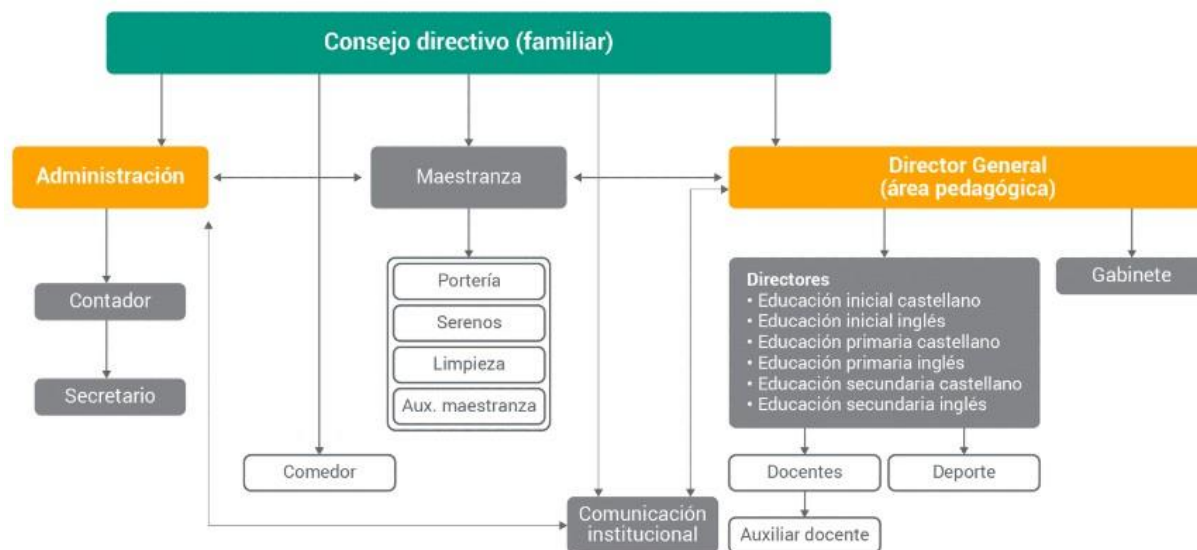 Consejo directivo (familiar)
Administración
Maestranza
Director General
(área pedagógica)
Contador
Secretario
Portería
Serenos
Limpieza
Aux. maestranza
Directores
• Educación inicial castellano
• Educación inicial inglés
• Educación primaria castellano
• Educación primaria inglés
• Educación secundaria castellano
• Educación secundaria inglés
Gabinete
Comedor
Docentes
Deporte
Comunicación
institucional
Auxiliar docente